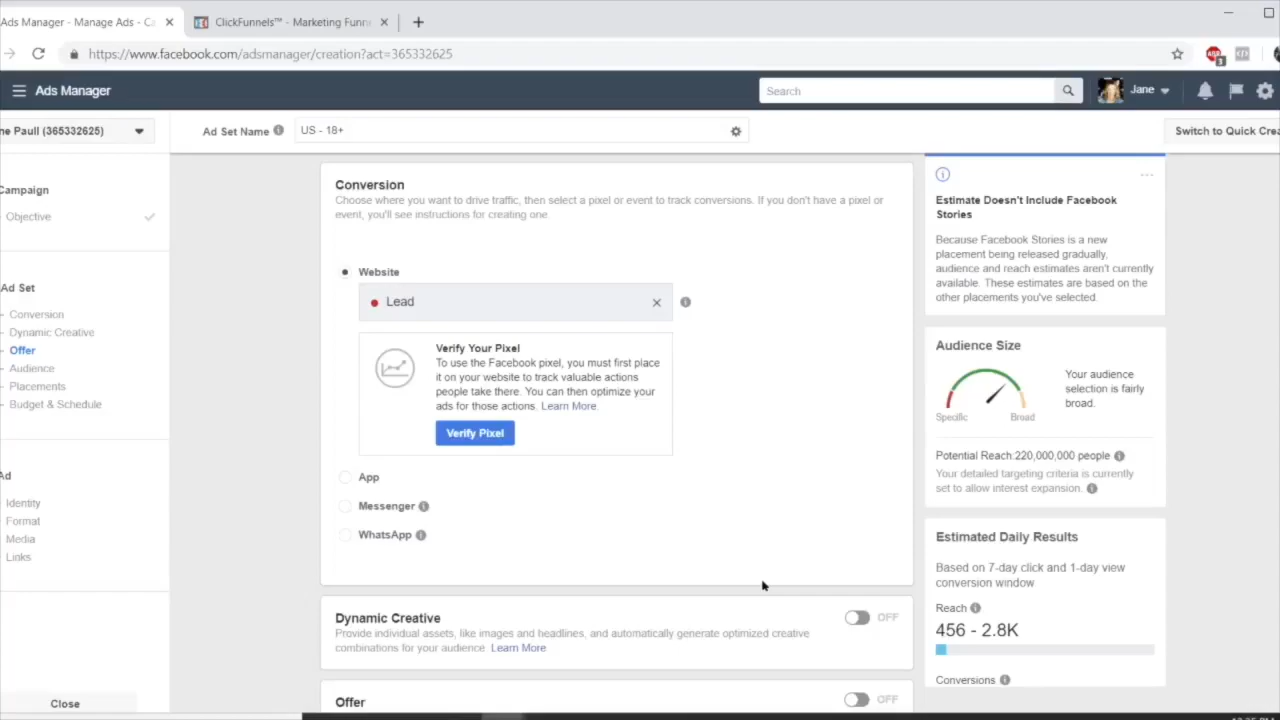 Ads Manager - Manage Ads - Ca
ClickFunnels™ - Marketing Funne
https://www.facebook.com/adsmanager/creation?act=365332625
Ads Manager
Search
Jane
ne Paull (365332625)
Ad Set Name
US - 18+
Switch to Quick Crea
Campaign
Objective
Ad Set
Conversion
Dynamic Creative
Offer
Audience
Placements
Budget & Schedule
Ad
Identity
Format
Media
Links
Close
Conversion
Choose where you want to drive traffic, then select a pixel or event to track conversions. If you don't have a pixel or
event, you'll see instructions for creating one.
Website
Lead
Verify Your Pixel
To use the Facebook pixel, you must first place
it on your website to track valuable actions
people take there. You can then optimize your
ads for those actions. Learn More.
Verify Pixel
App
Messenger
WhatsApp
Dynamic Creative
OFF
Provide individual assets, like images and headlines, and automatically generate optimized creative
combinations for your audience. Learn More
Offer
OFF
Estimate Doesn't Include Facebook
Stories
Because Facebook Stories is a new
placement being released gradually,
audience and reach estimates aren't currently
available. These estimates are based on the
other placements you've selected.
Audience Size
Your audience
selection is fairly
broad.
Specific
Broad
Potential Reach:220,000,000 people
Your detailed targeting criteria is currently
set to allow interest expansion.
Estimated Daily Results
Based on 7-day click and 1-day view
conversion window
Reach
456 - 2.8K
Conversions